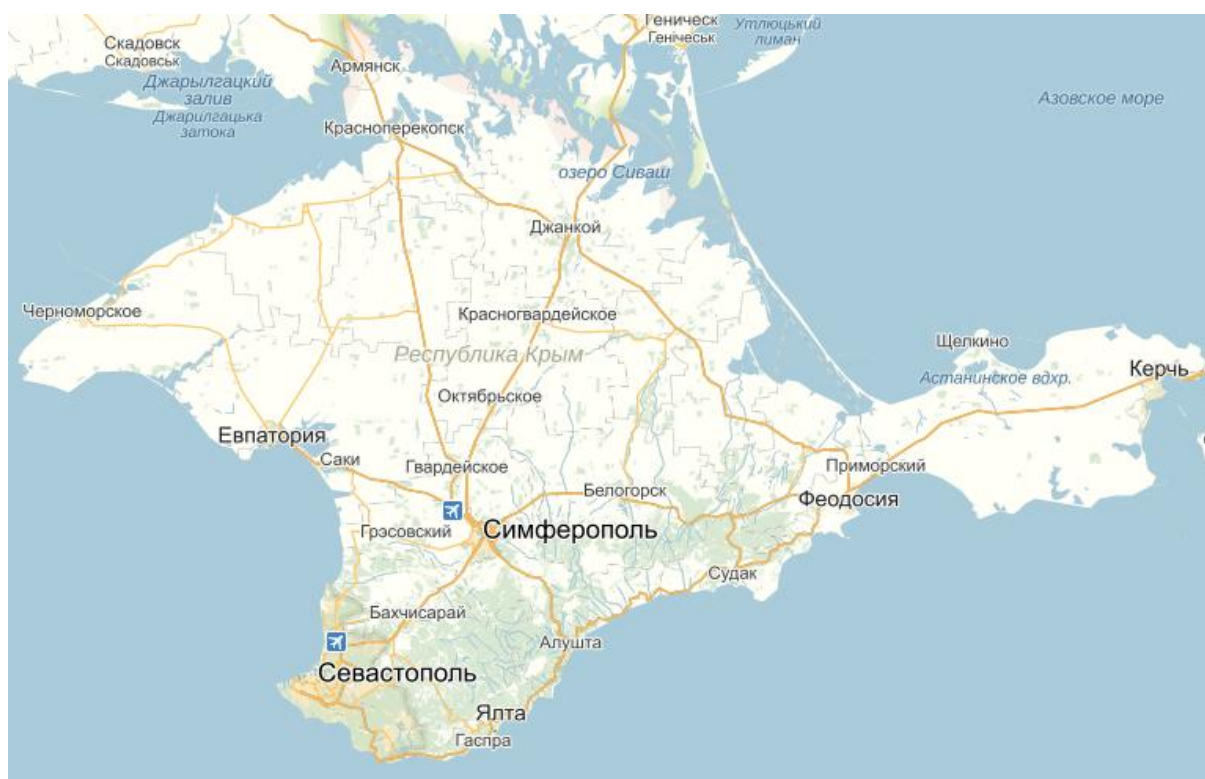 Геническ
Генічеськ
Утлюцький
лиман
Скадовск
Скадовськ
Армянск
Джарылгацкий
залив
Джарилгацька
затока
Азовское море
Красноперекопск
озеро Сиваш
Джанкой
Черноморское
Красногвардейское
Щелкино
Республика Крым
Астанинское вдхр.
Керчь
Октябрьское
Евпатория
Саки
Гвардейское
Приморский
Белогорск
Феодосия
Грэсовский
Симферополь
Судак
Бахчисарай
Алушта
Севастополь
Ялта
Гаспра